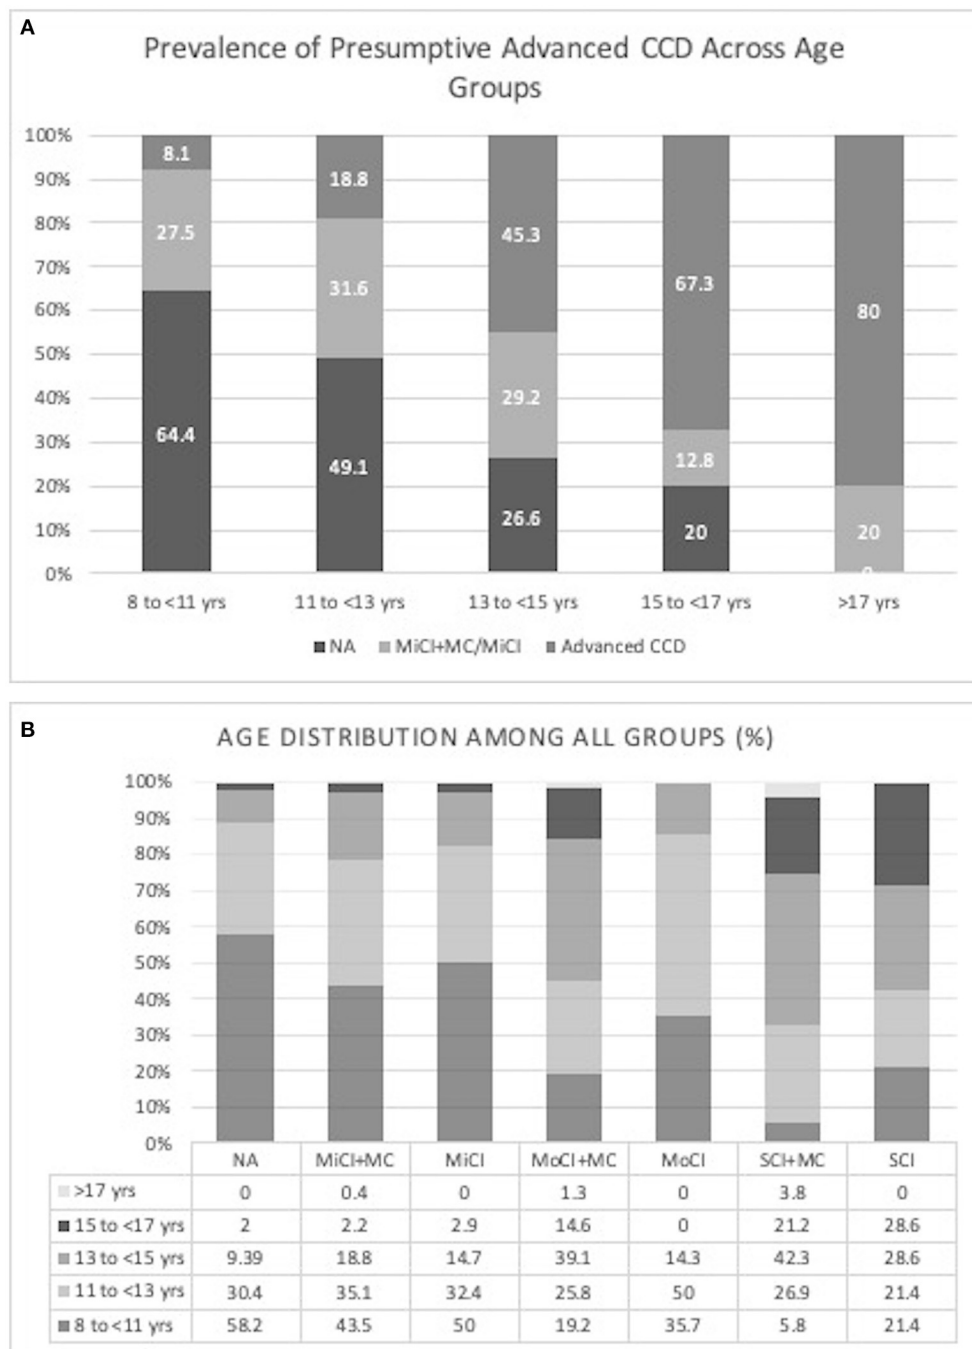 A
Prevalence of Presumptive Advanced CCD Across Age
Groups
100%
90%
80%
70%
60%
50%
40%
30%
20%
10%
0%
8.1
27.5
64.4
18.8
31.6
49.1
45.3
29.2
26.6
67.3
12.8
20
80
20
0
8 to <11 yrs 11 to <13 yrs 13 to <15 yrs 15 to <17 yrs >17 yrs
NA MiCI+MC/MiCI Advanced CCD
B
AGE DISTRIBUTION AMONG ALL GROUPS (%)
100%
90%
80%
70%
60%
50%
40%
30%
20%
10%
0%
NA MiCI+MC MiCI MoCI+MC MoCI SCI+MC SCI
>17 yrs 0 0.4 0 1.3 0 3.8 0
15 to <17 yrs 2 2.2 2.9 14.6 0 21.2 28.6
13 to <15 yrs 9.39 18.8 14.7 39.1 14.3 42.3 28.6
11 to <13 yrs 30.4 35.1 32.4 25.8 50 26.9 21.4
8 to <11 yrs 58.2 43.5 50 19.2 35.7 5.8 21.4